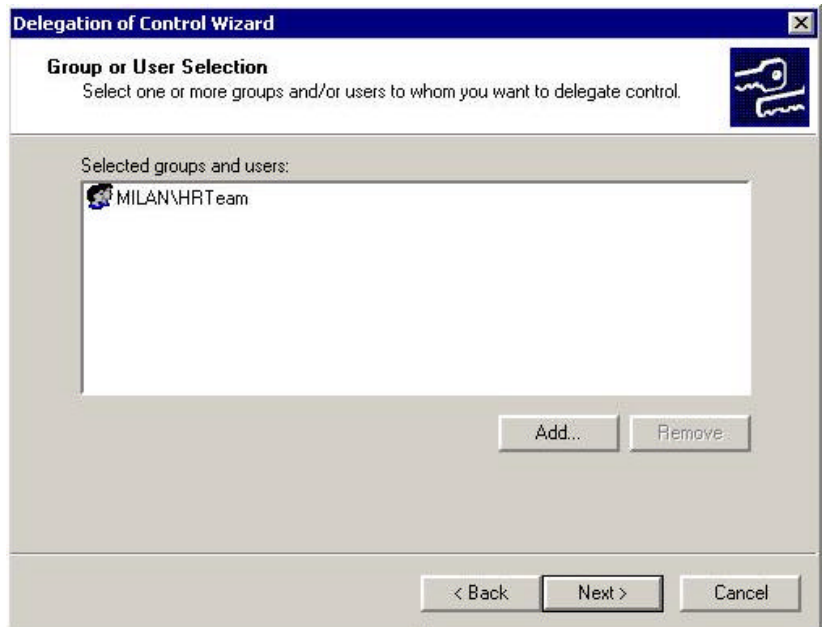 Delegation of Control Wizard
Group or User Selection
Select one or more groups and/or users to whom you want to delegate control.
Selected groups and users:
MILAN\HRTeam
Add...
Remove
< Back
Next >
Cancel